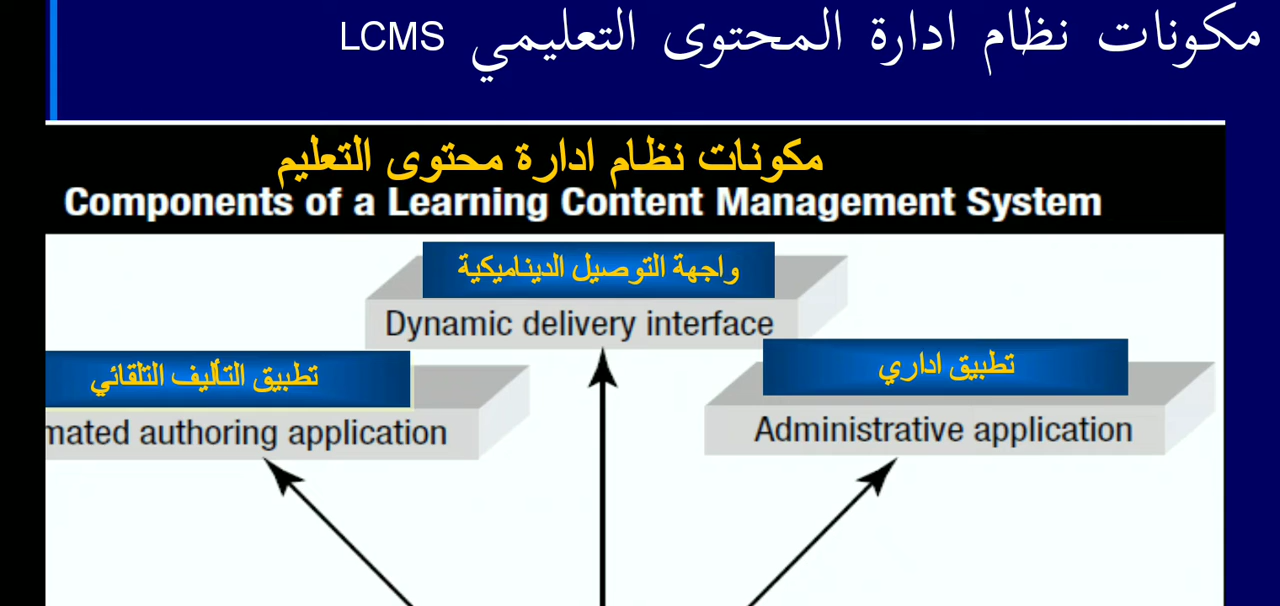 مكونات نظام ادارة المحتوى التعليمي LCMS
مكونات نظام ادارة محتوى التعليم
Components of a Learning Content Management System
واجهة التوصيل الديناميكية
Dynamic delivery interface
تطبيق التأليف التلقائي
mated authoring application
تطبيق اداري
Administrative application